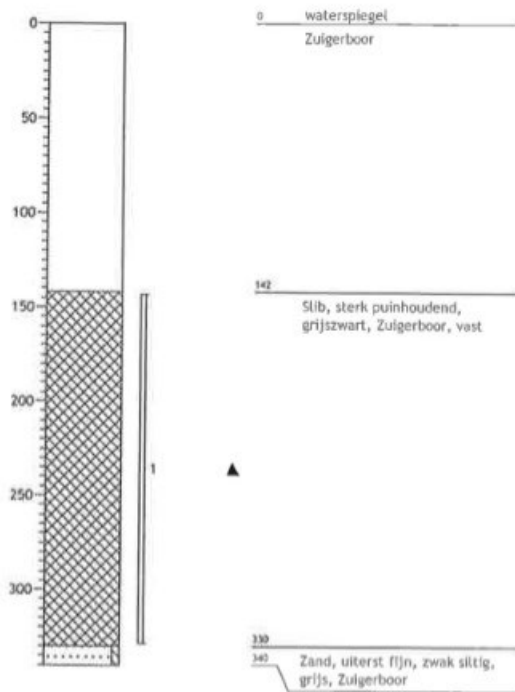 0 waterspiegel
0
Zuigerboor
50
100
142
150
Slib, sterk puinhoudend,
grijszwart, Zuigerboor, vast
200
1
250
300
330
340 Zand, uiterst fijn, zwak siltig,
grijs, Zuigerboor